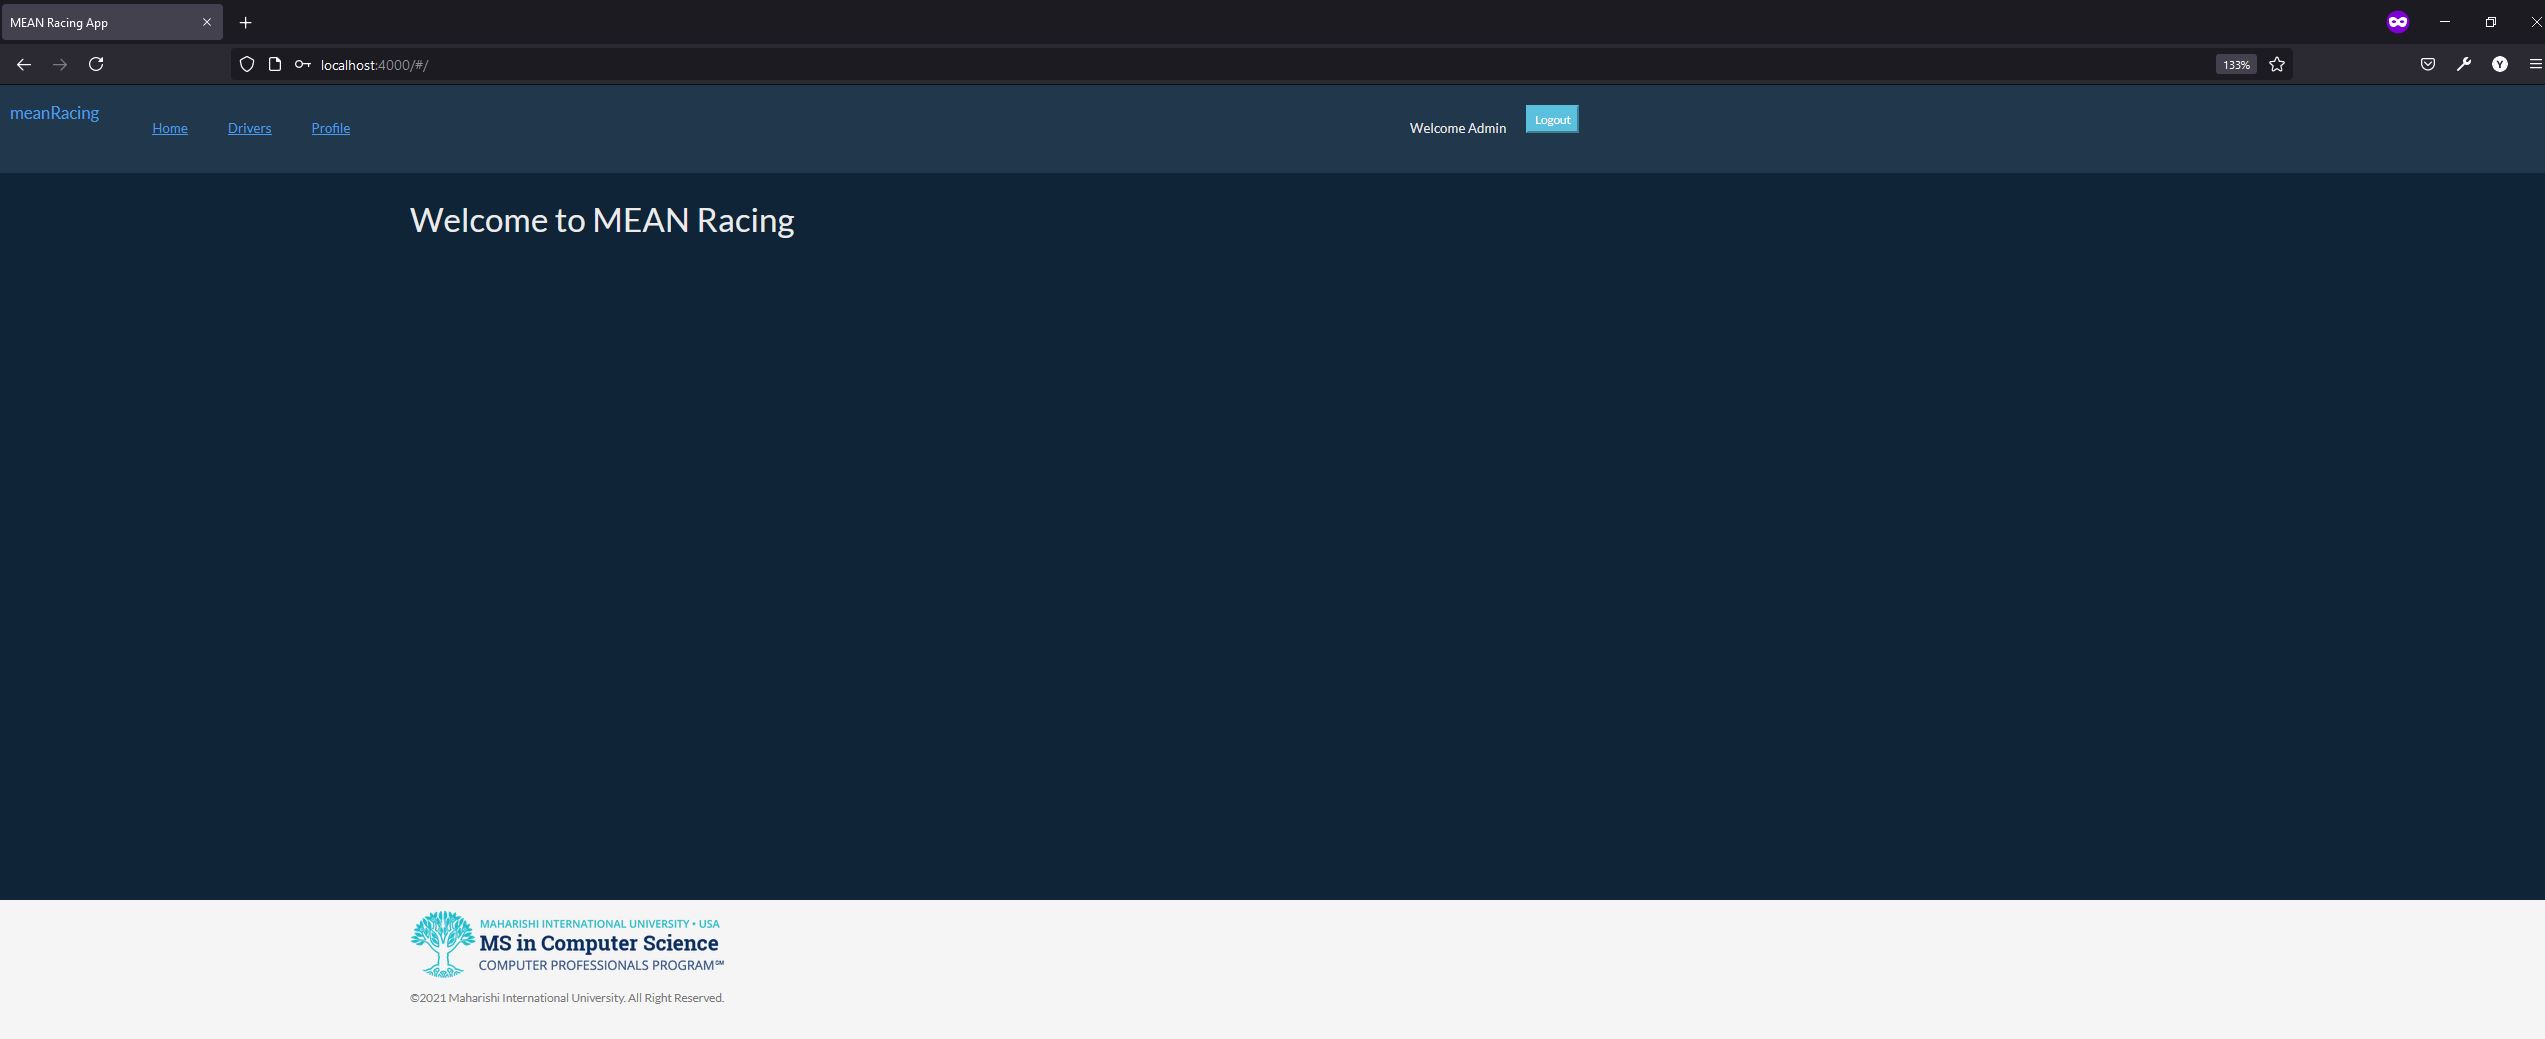 MEAN Racing App
localhost:4000/#/
133%
Y
meanRacing
Home Drivers Profile Welcome Admin Logout
Welcome to MEAN Racing
MAHARISHI INTERNATIONAL UNIVERSITY • USA
MS in Computer Science
COMPUTER PROFESSIONALS PROGRAM℠
©2021 Maharishi International University. All Right Reserved.